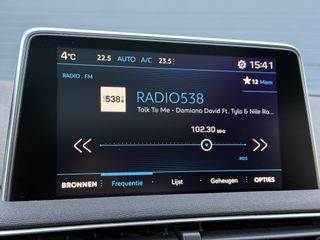 4°C 22.5 AUTO A/C 23.5 15:41
RADIO . FM ★12 Mem
538 RADIO538
Talk To Me - Damiano David Ft. Tyla & Nile Ro...
102.30 MHz
RDS
BRONNEN Frequentie Lijst Geheugen OPTIES